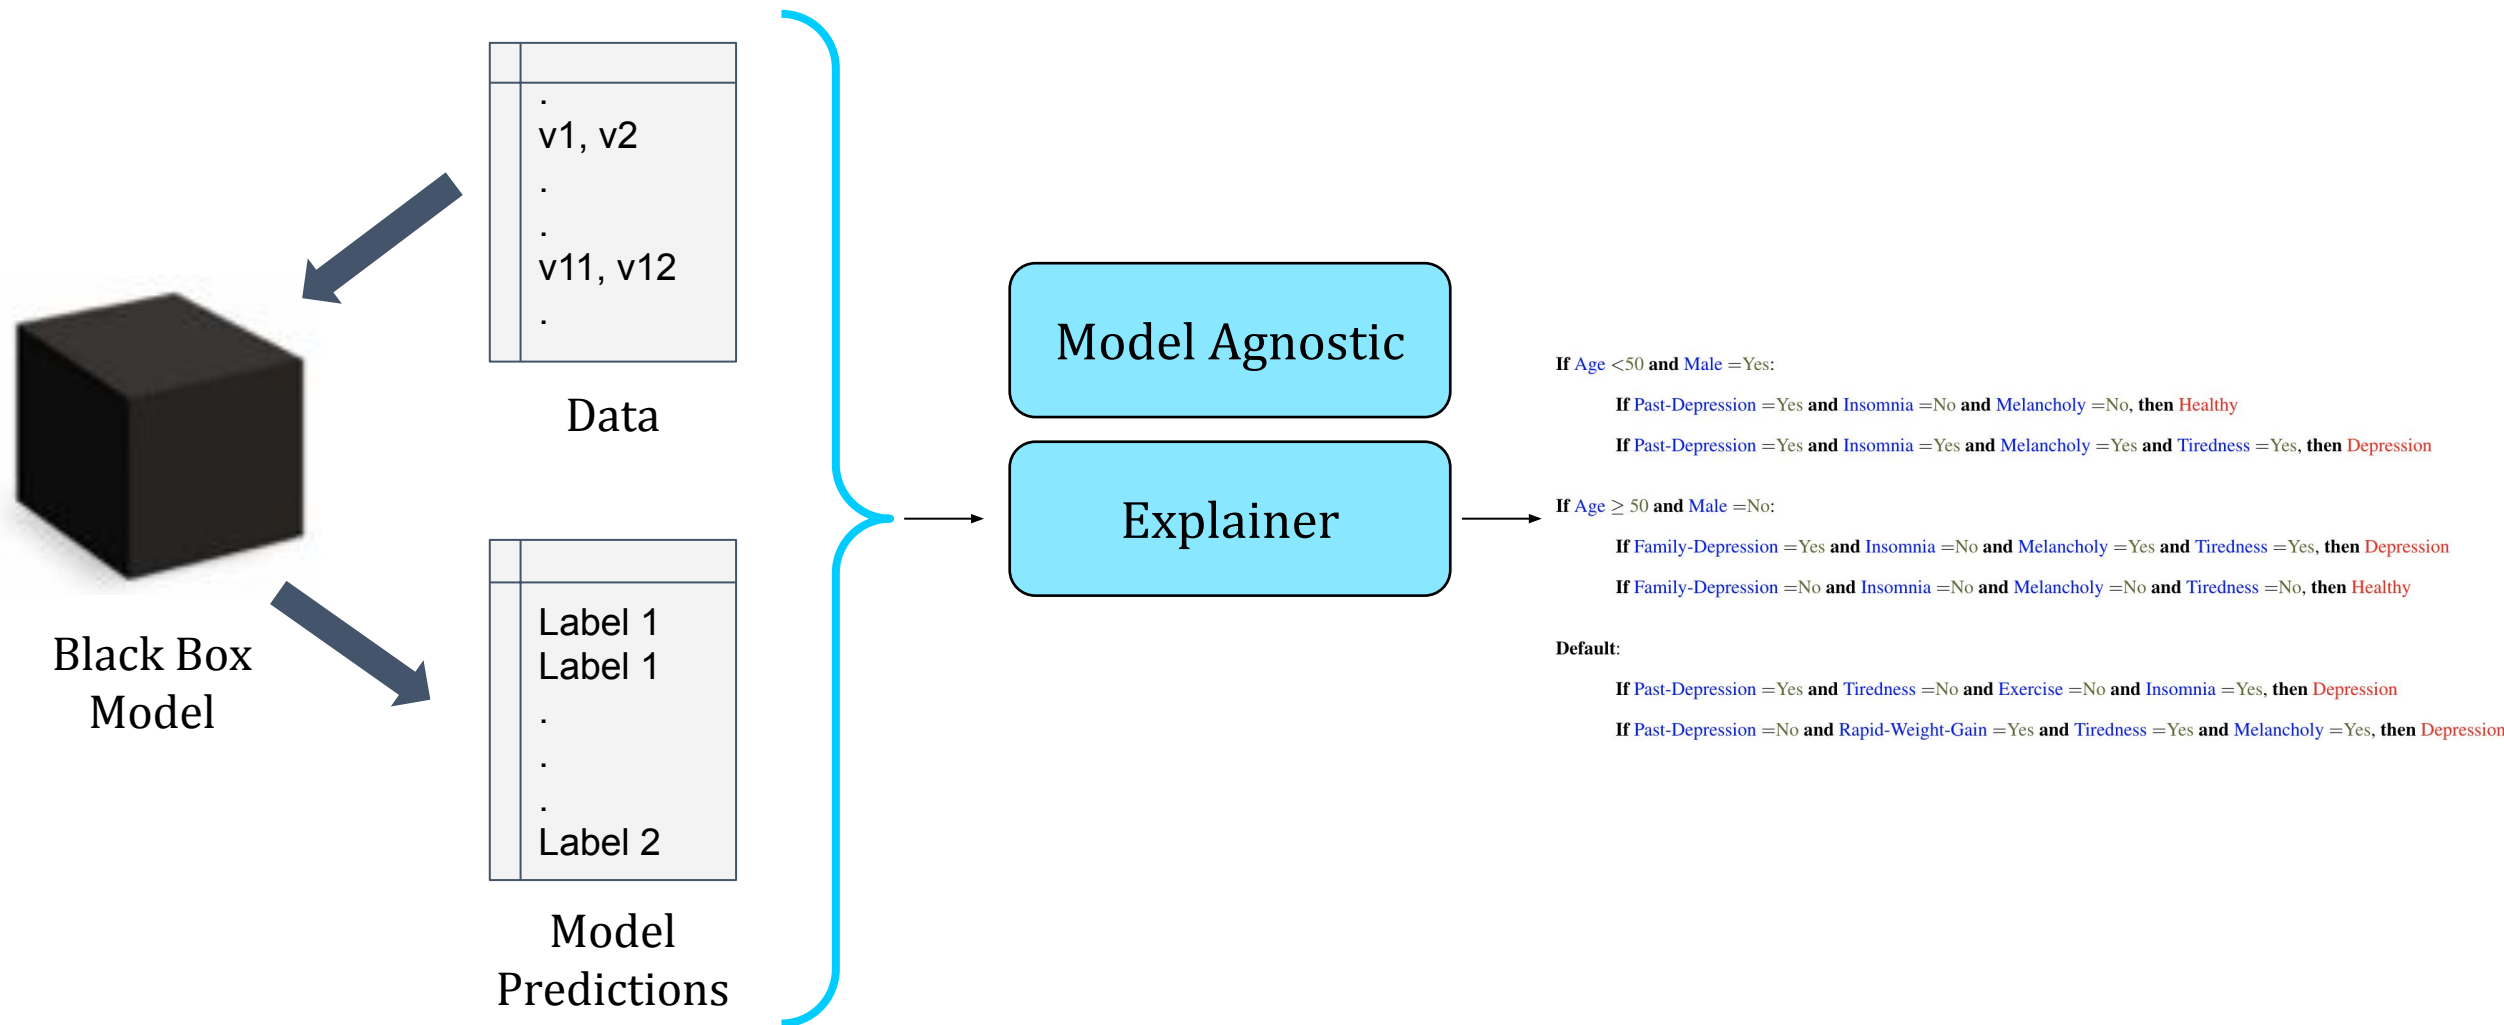 .
v1, v2
.
.
v11, v12
.
Data
Black Box
Model
Label 1
Label 1
.
.
.
Label 2
Model
Predictions
Model Agnostic
Explainer
If Age <50 and Male =Yes:
If Past-Depression =Yes and Insomnia =No and Melancholy =No, then Healthy
If Past-Depression =Yes and Insomnia =Yes and Melancholy =Yes and Tiredness =Yes, then Depression
If Age ≥ 50 and Male =No:
If Family-Depression =Yes and Insomnia =No and Melancholy =Yes and Tiredness =Yes, then Depression
If Family-Depression =No and Insomnia =No and Melancholy =No and Tiredness =No, then Healthy
Default:
If Past-Depression =Yes and Tiredness =No and Exercise =No and Insomnia =Yes, then Depression
If Past-Depression =No and Rapid-Weight-Gain =Yes and Tiredness =Yes and Melancholy =Yes, then Depression